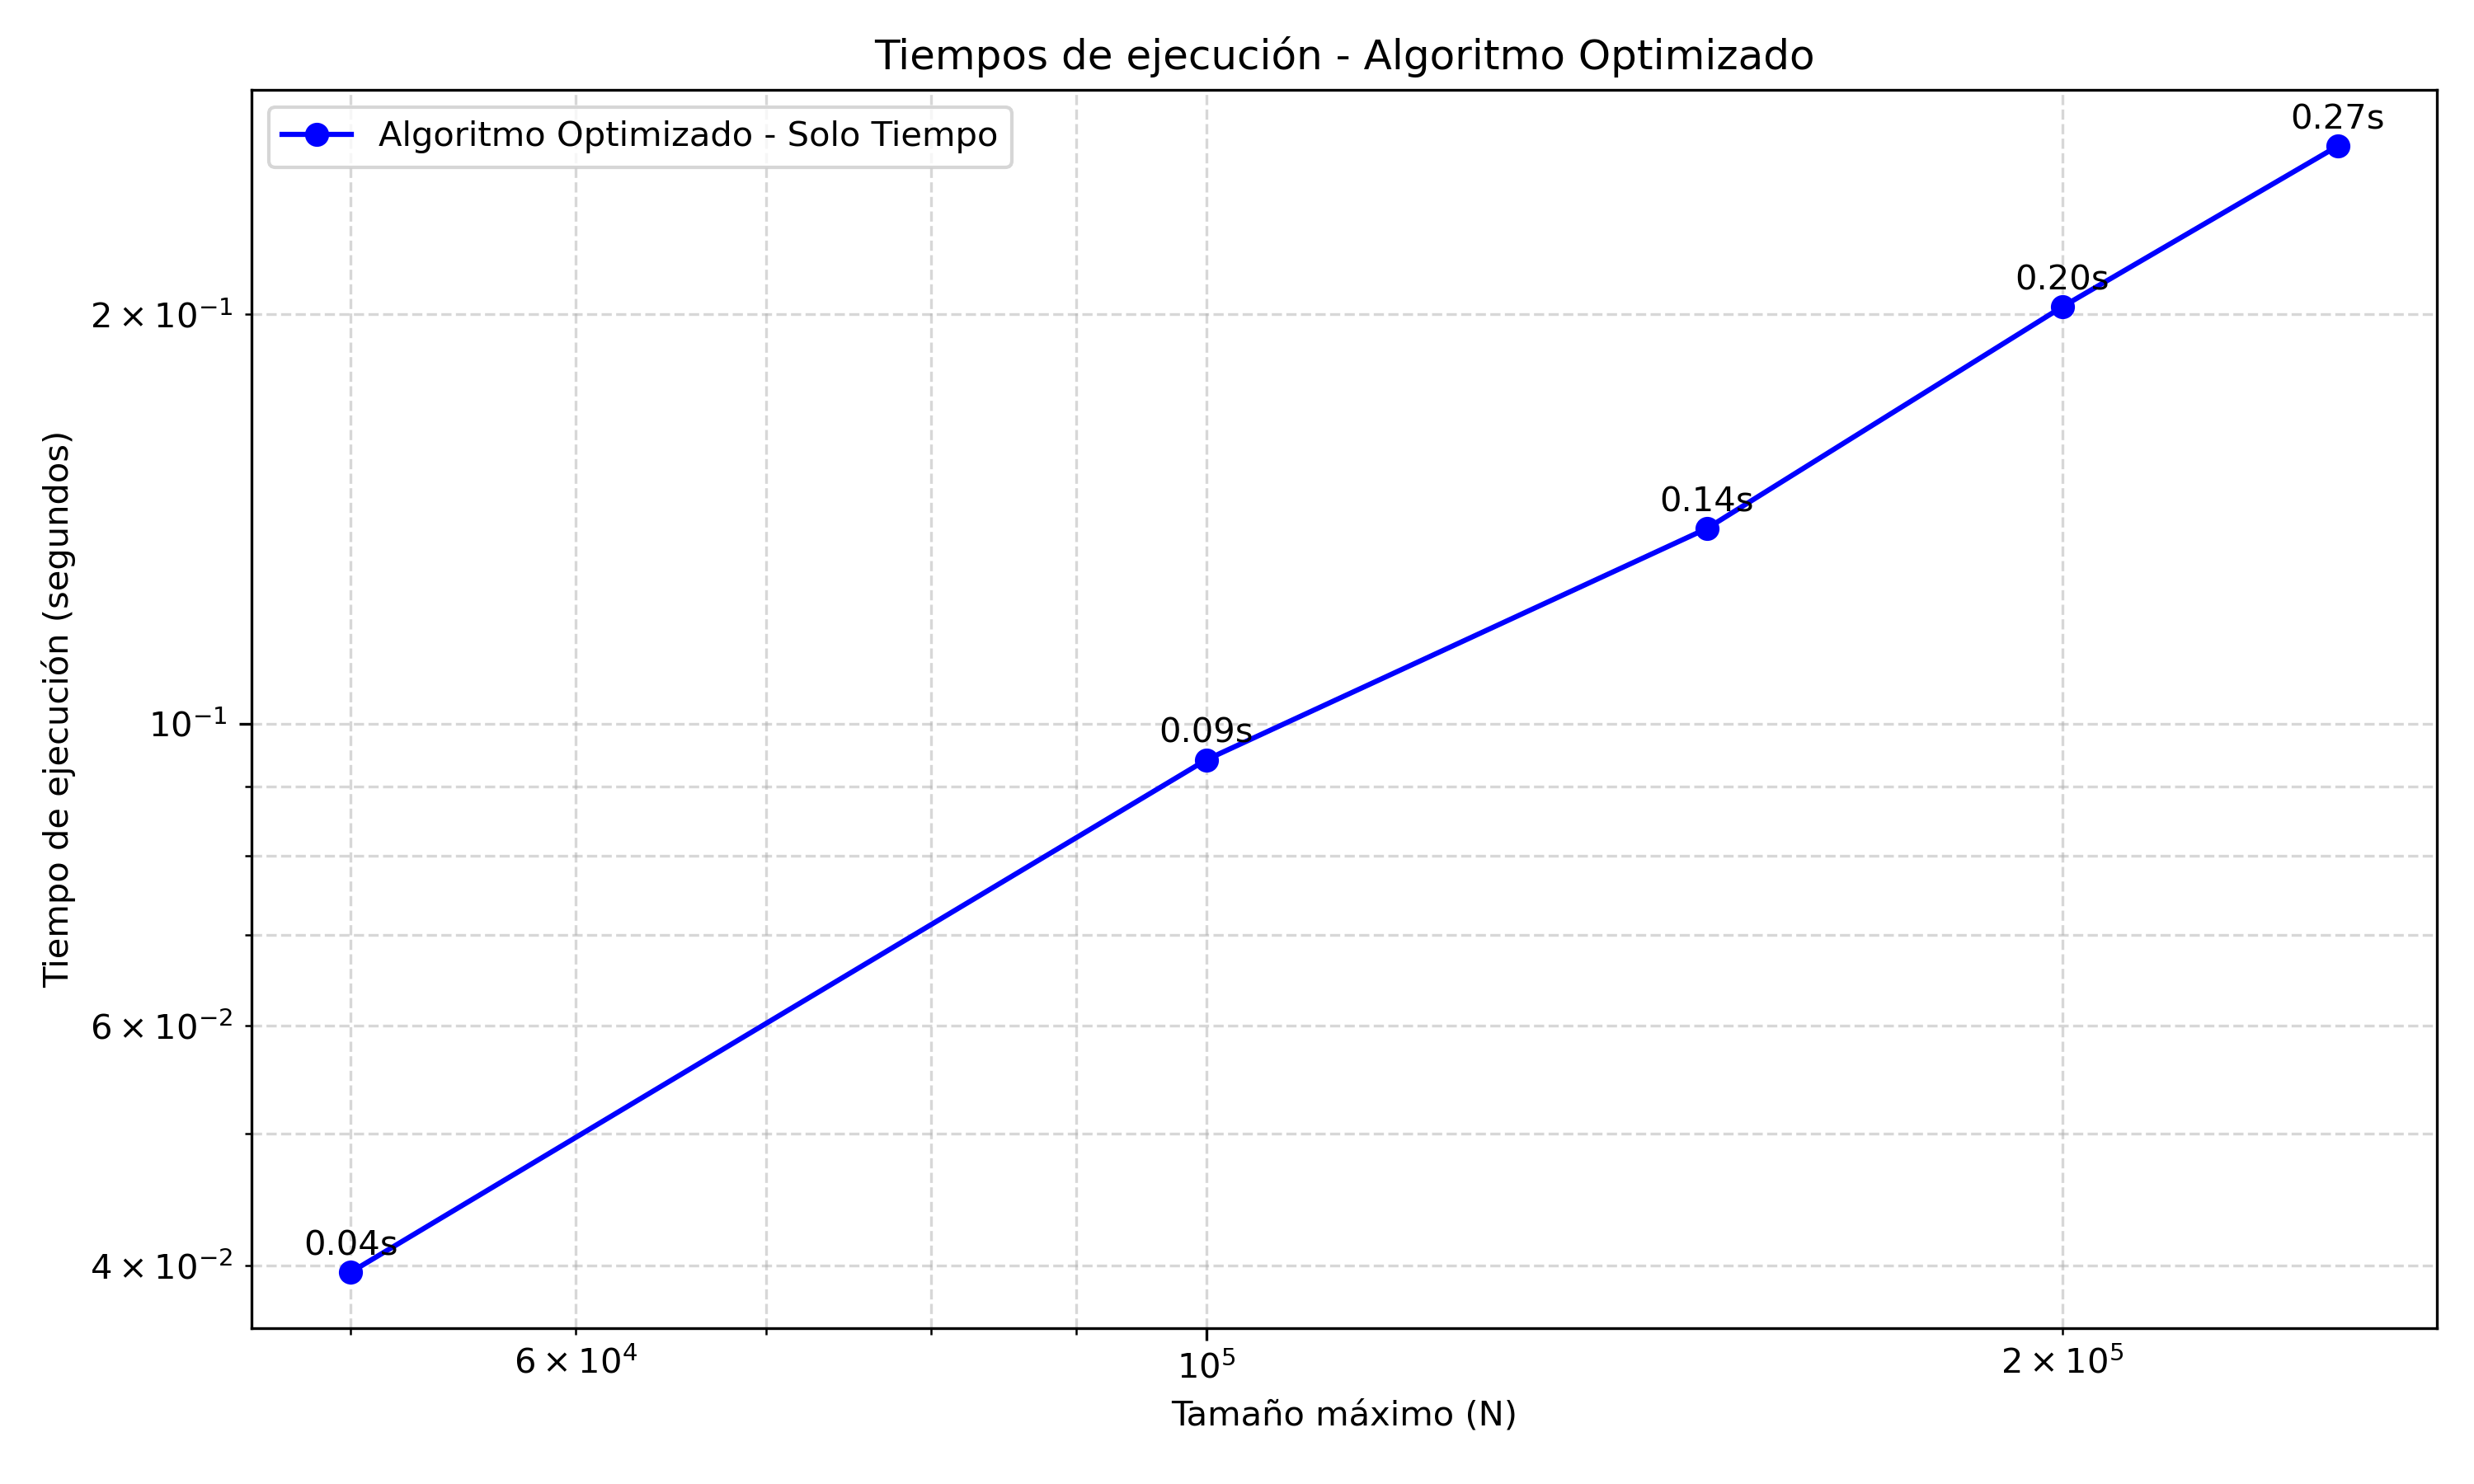 Tiempos de ejecución - Algoritmo Optimizado
Algoritmo Optimizado - Solo Tiempo
0.27s
0.20s
0.14s
0.09s
0.04s
Tiempo de ejecución (segundos)
2 × 10⁻¹
10⁻¹
6 × 10⁻²
4 × 10⁻²
6 × 10⁴
10⁵
2 × 10⁵
Tamaño máximo (N)